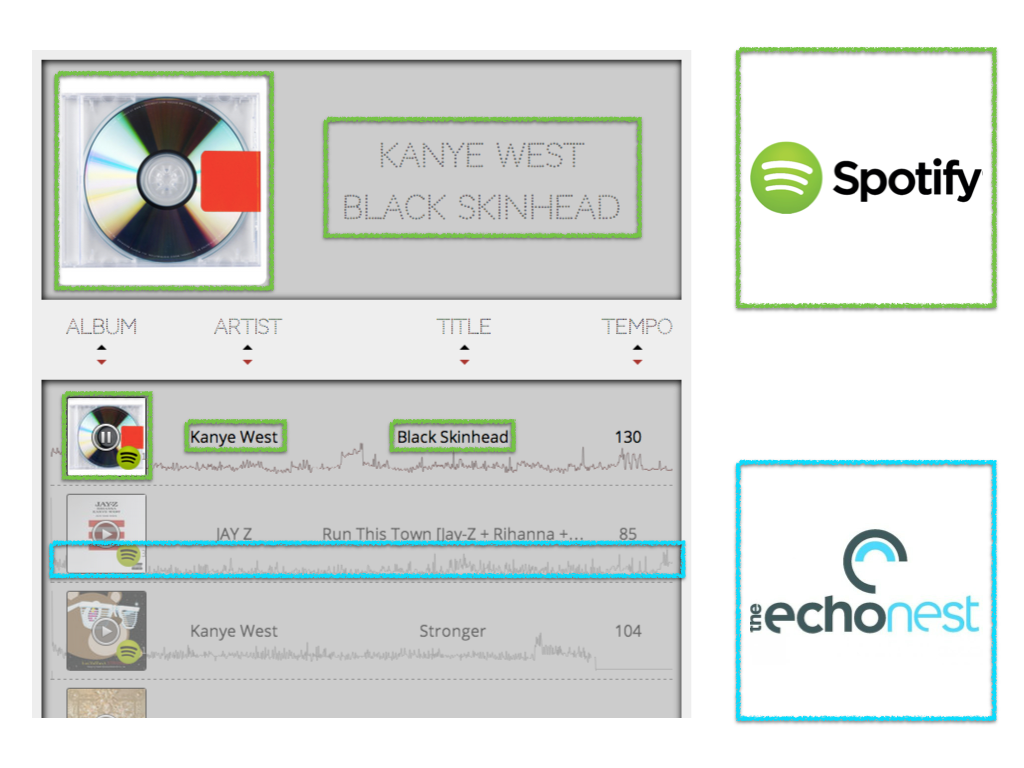 KANYE WEST
BLACK SKINHEAD
Spotify
ALBUM ARTIST TITLE TEMPO
Kanye West Black Skinhead 130
JAY-Z
JAY Z Run This Town [Jay-Z + Rihanna +... 85
Kanye West Stronger 104
the echonest